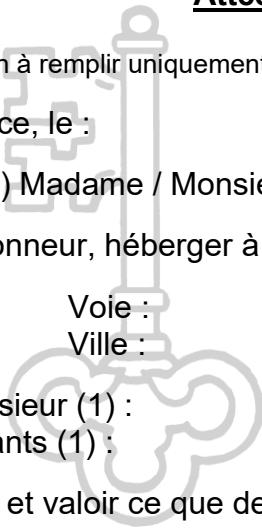 n à remplir uniquement
ce, le :
) Madame / Monsie
onneur, héberger à
Voie :
Ville :
sieur (1) :
ants (1) :
et valoir ce que de